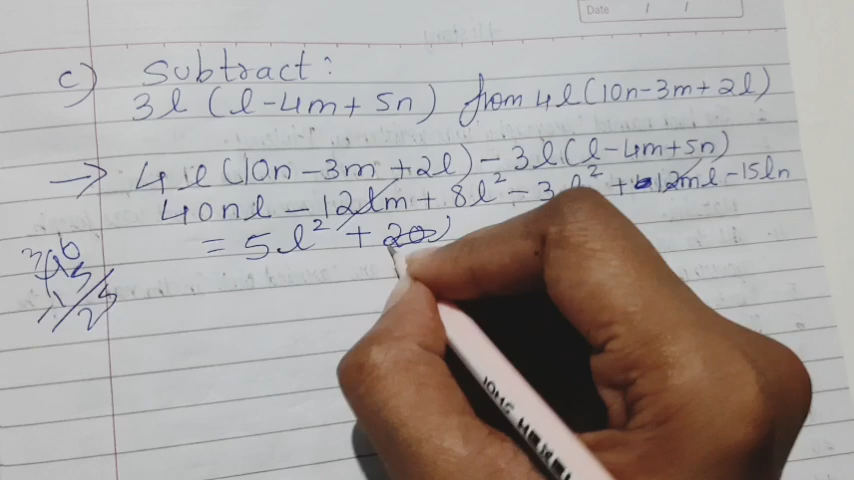 Date / /
c) Subtract:
3l (l-4m+5n) from 4l(10n-3m+2l)
→ 4l(10n-3m+2l)-3l(l-4m+5n)
40nl-12lm+8l²-3l²+12ml-15ln
= 5l²+